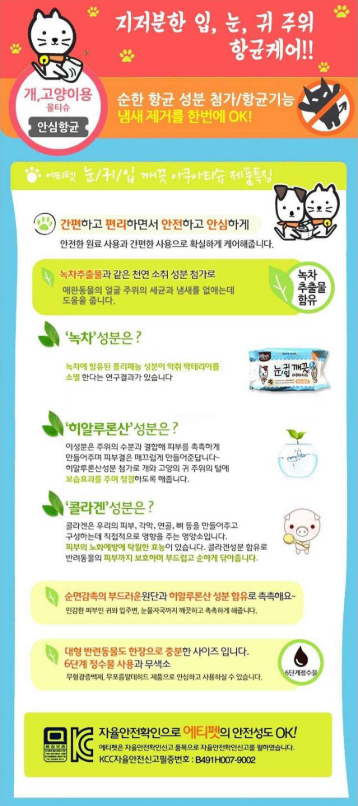 지저분한 입, 눈, 귀 주위
항균케어!!
개,고양이용
물티슈
안심항균
순한 항균 성분 첨가/항균기능
냄새 제거를 한번에 OK!
에티펫 눈/귀/입 깨끗 아쿠아티슈 제품특징
간편하고 편리하면서 안전하고 안심하게
안전한 원료 사용과 간편한 사용으로 확실하게 케어해줍니다.
녹차추출물과 같은 천연 소취 성분 첨가로
애완동물의 얼굴 주위의 세균과 냄새를 없애는데
도움을 줍니다.
녹차
추출물
함유
'녹차'성분은?
녹차에 함유된 폴리페놀 성분이 악취 박테리아를
소멸 한다는 연구결과가 있습니다
눈귀입 깨끗
'히알루론산'성분은?
이성분은 주위의 수분과 결합해 피부를 촉촉하게
만들어주며 피부결은 매끄럽게 만들어준답니다~
히알루론산성분 첨가로 개와 고양의 귀 주위의 털에
보습효과를 주며 청결하도록 해줍니다.
'콜라겐'성분은?
콜라겐은 우리의 피부, 각막, 연골, 뼈 등을 만들어주고
구성하는데 직접적으로 영향을 주는 영양소입니다.
피부의 노화예방에 탁월한 효능이 있습니다. 콜라겐성분 함유로
반려동물의 피부까지 보호하며 부드럽고 순하게 닦아줍니다.
순면감촉의 부드러운원단과 히알루론산 성분 함유로 촉촉해요~
민감한 피부인 귀와 입주변, 눈물자국까지 깨끗하고 촉촉하게 해줍니다.
대형 반련동물도 한장으로 충분한 사이즈 입니다.
6단계 정수물 사용과 무색소
무형광증백제, 무포름알데히드 제품으로 안심하고 사용하실 수 있습니다.
6단계정수물
자율안전확인으로 에티펫의 안전성도 OK!
에티펫은 자율안전확인신고 품목으로 자율안전확인신고를 필하였습니다.
KCC자율안전신고필증번호 : B491H007-9002